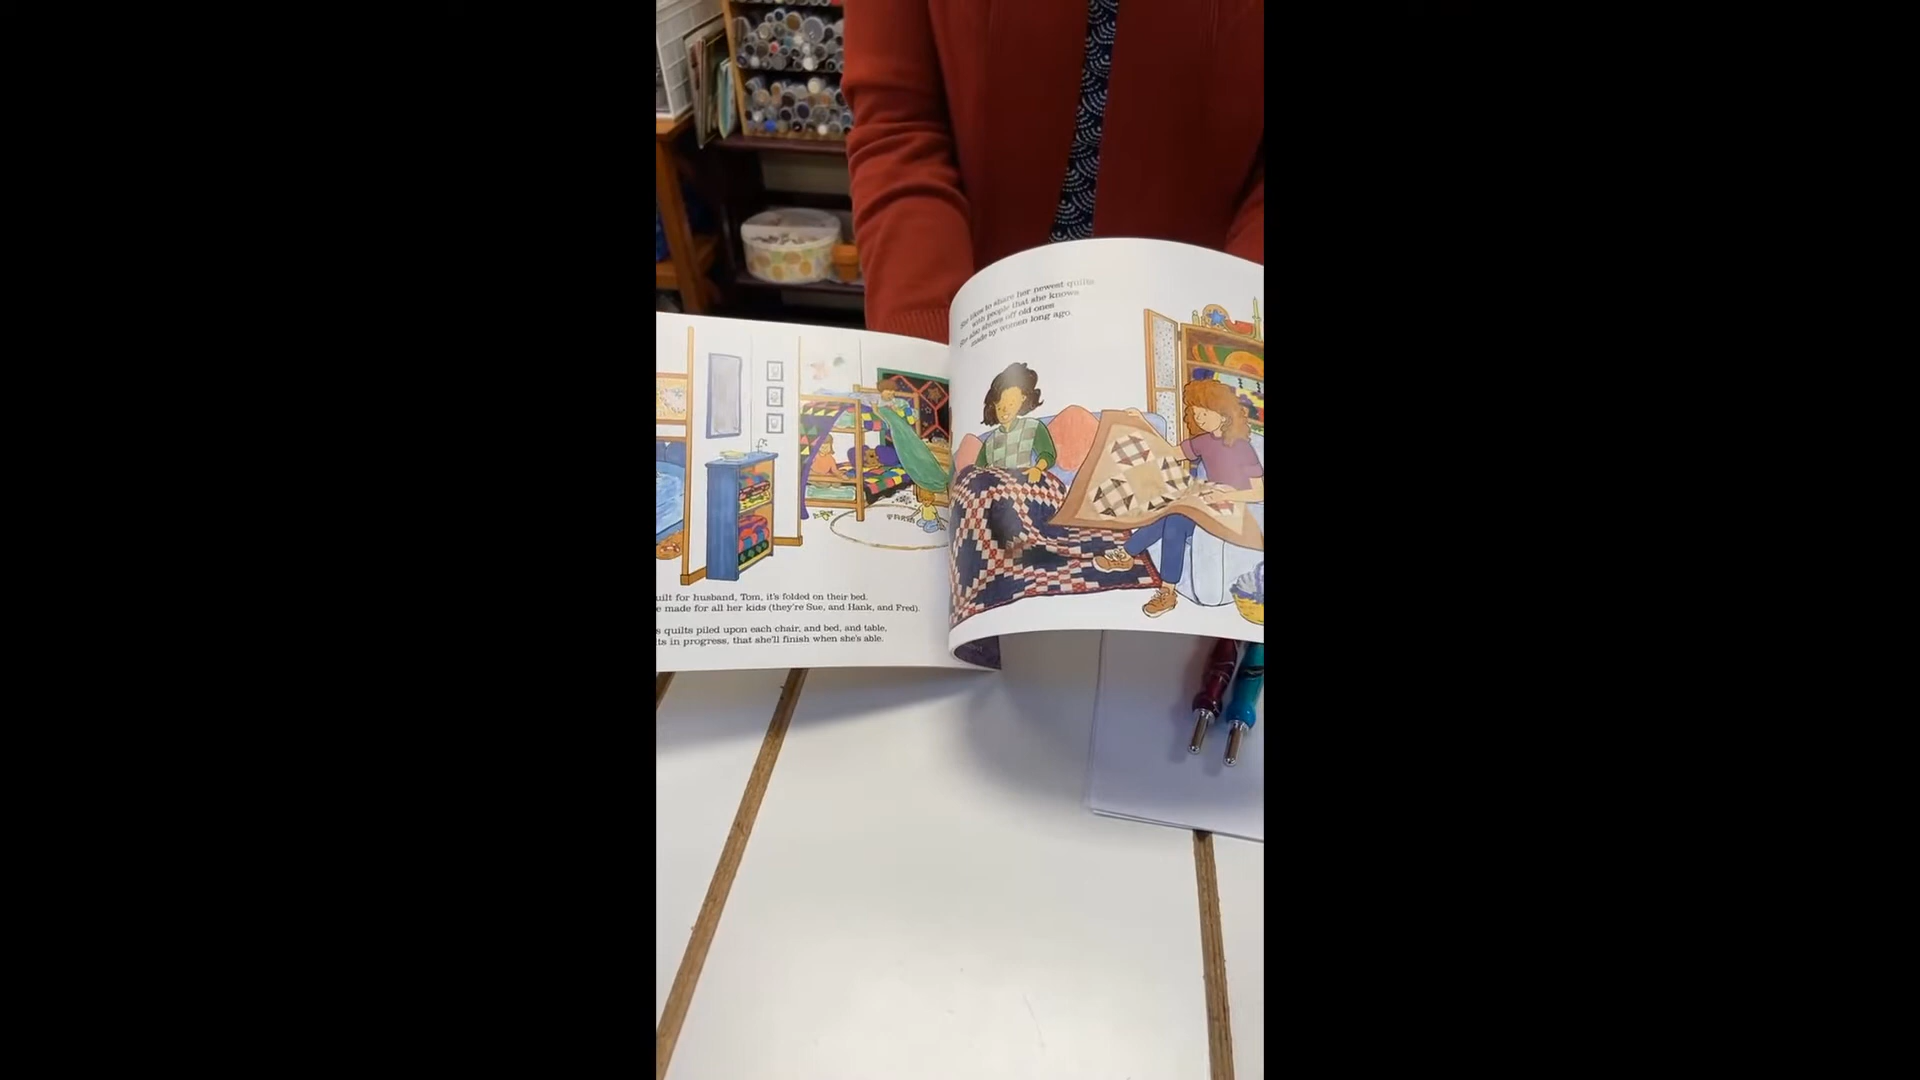 uilt for husband, Tom, it's folded on their bed.
e made for all her kids (they're Sue, and Hank, and Fred).
s quilts piled upon each chair, and bed, and table,
ts in progress, that she'll finish when she's able.
She likes to share her newest quilts
with people that she knows
She also shows off old ones
made by women long ago.